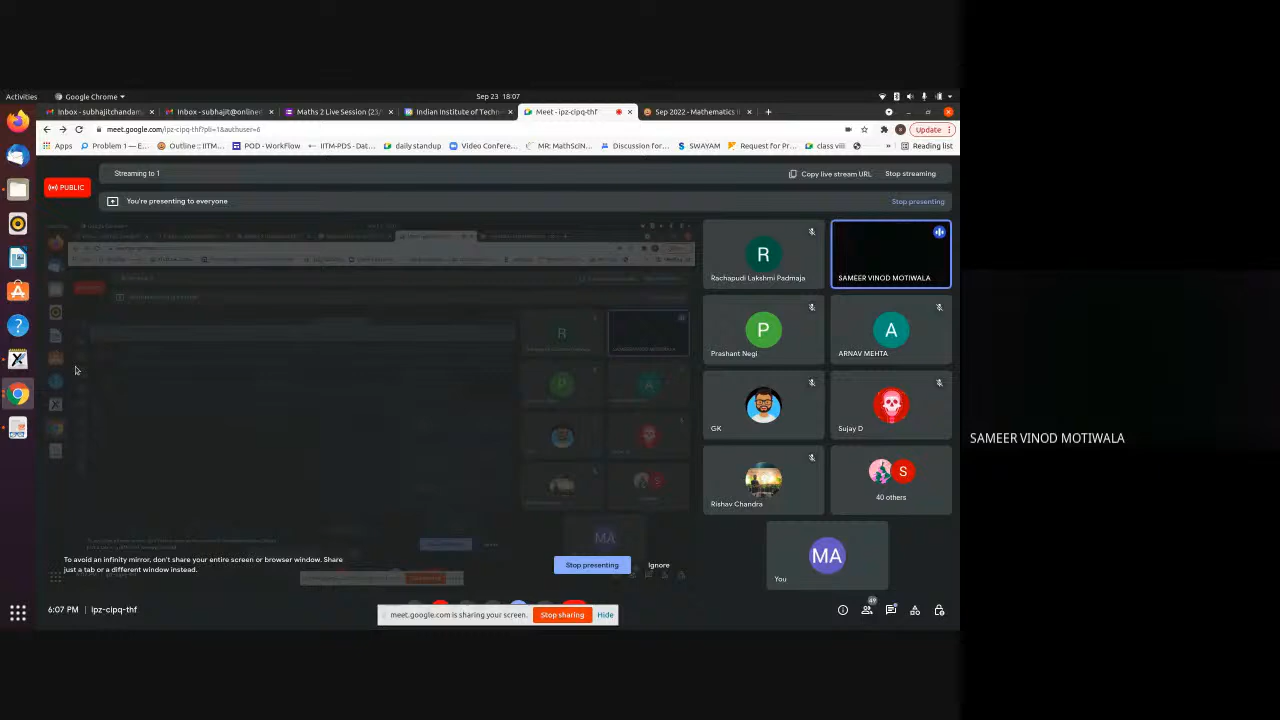 Activities
Google Chrome
Sep 23 18:07
Inbox - subhajitchandam
Inbox - subhajit@onlinei
Maths 2 Live Session (23/
Indian Institute of Techn
Meet - ipz-cipq-thf
Sep 2022 - Mathematics
meet.google.com/ipz-cipq-thf?pli=1&authuser=6
Update
Apps
Problem 1 — E...
Outline :: IITM...
POD - WorkFlow
IITM-PDS - Dat...
daily standup
Video Confere...
MR: MathSciN...
Discussion for...
SWAYAM
Request for Pr...
class viii
Reading list
PUBLIC
Streaming to 1
Copy live stream URL
Stop streaming
You're presenting to everyone
Stop presenting
R
Rachapudi Lakshmi Padmaja
SAMEER VINOD MOTIWALA
P
Prashant Negi
A
ARNAV MEHTA
GK
Sujay D
Rishav Chandra
S
40 others
MA
You
SAMEER VINOD MOTIWALA
To avoid an infinity mirror, don't share your entire screen or browser window. Share
just a tab or a different window instead.
Stop presenting
Ignore
6:07 PM | ipz-cipq-thf
meet.google.com is sharing your screen.
Stop sharing
Hide
49